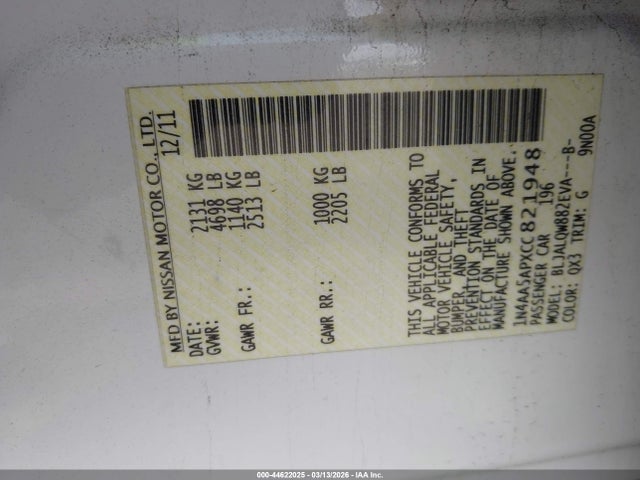 MFD BY NISSAN MOTOR CO., LTD.
DATE: 12/11
GVWR: 2131 KG
4698 LB
GAWR FR.: 1140 KG
2513 LB
GAWR RR.: 1000 KG
2205 LB
THIS VEHICLE CONFORMS TO
ALL APPLICABLE FEDERAL
MOTOR VEHICLE SAFETY,
BUMPER, AND THEFT
PREVENTION STANDARDS IN
EFFECT ON THE DATE OF
MANUFACTURE SHOWN ABOVE.
1N4AA5APXCC821948
PASSENGER CAR 196
MODEL: BLJALQW882EVA---B-
COLOR: QX3 TRIM: G 9N00A
000-44622025 - 03/13/2026 - IAA Inc.